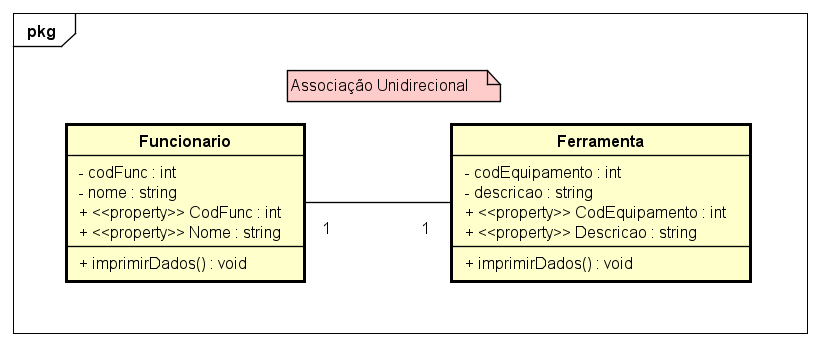 pkg
Associação Unidirecional
Funcionario
- codFunc : int
- nome : string
+ <<property>> CodFunc : int
+ <<property>> Nome : string
+ imprimirDados() : void
1
1
Ferramenta
- codEquipamento : int
- descricao : string
+ <<property>> CodEquipamento : int
+ <<property>> Descricao : string
+ imprimirDados() : void